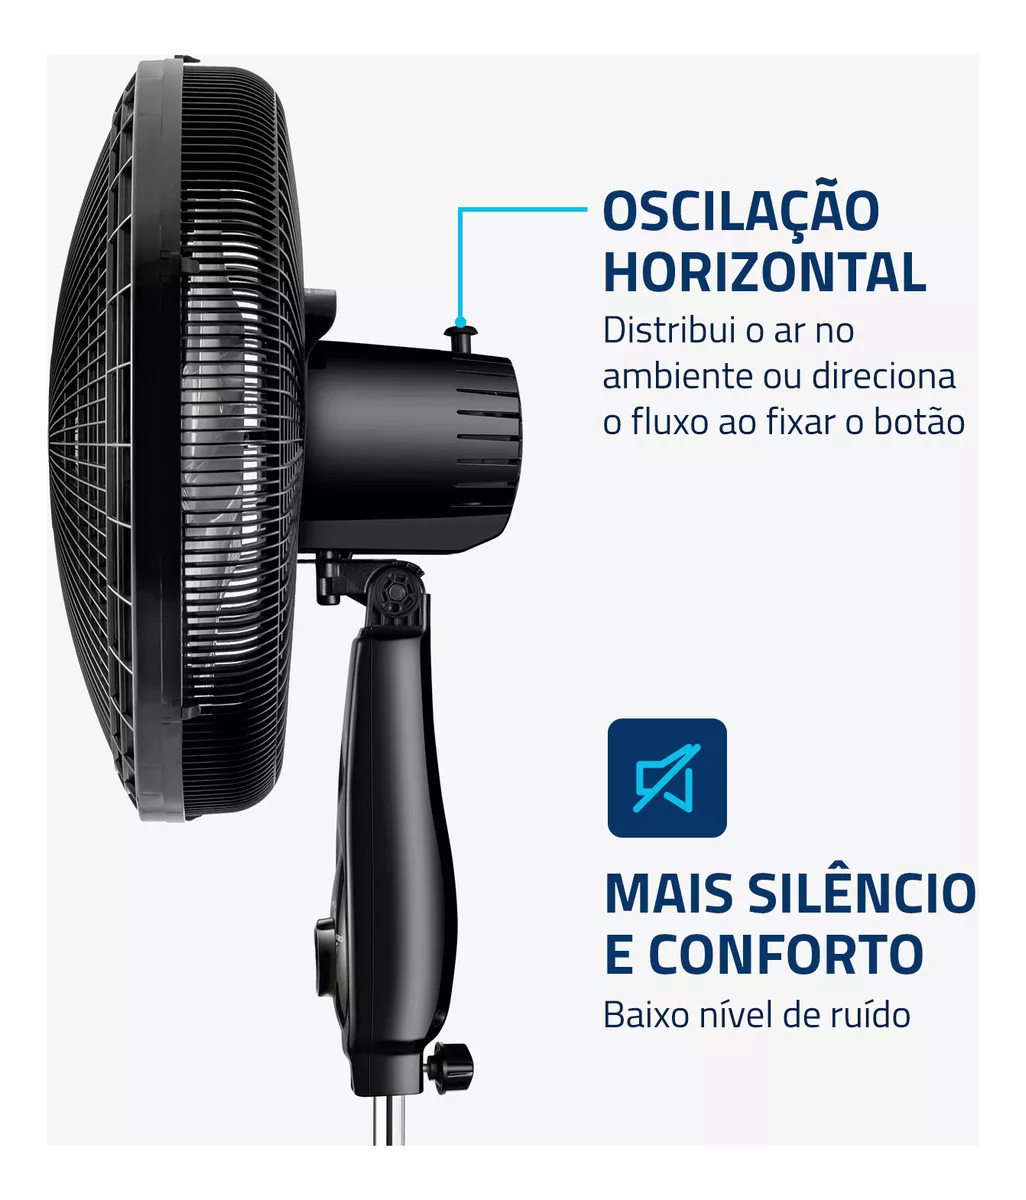 OSCILAÇÃO
HORIZONTAL
Distribui o ar no
ambiente ou direciona
o fluxo ao fixar o botão
MAIS SILÊNCIO
E CONFORTO
Baixo nível de ruído